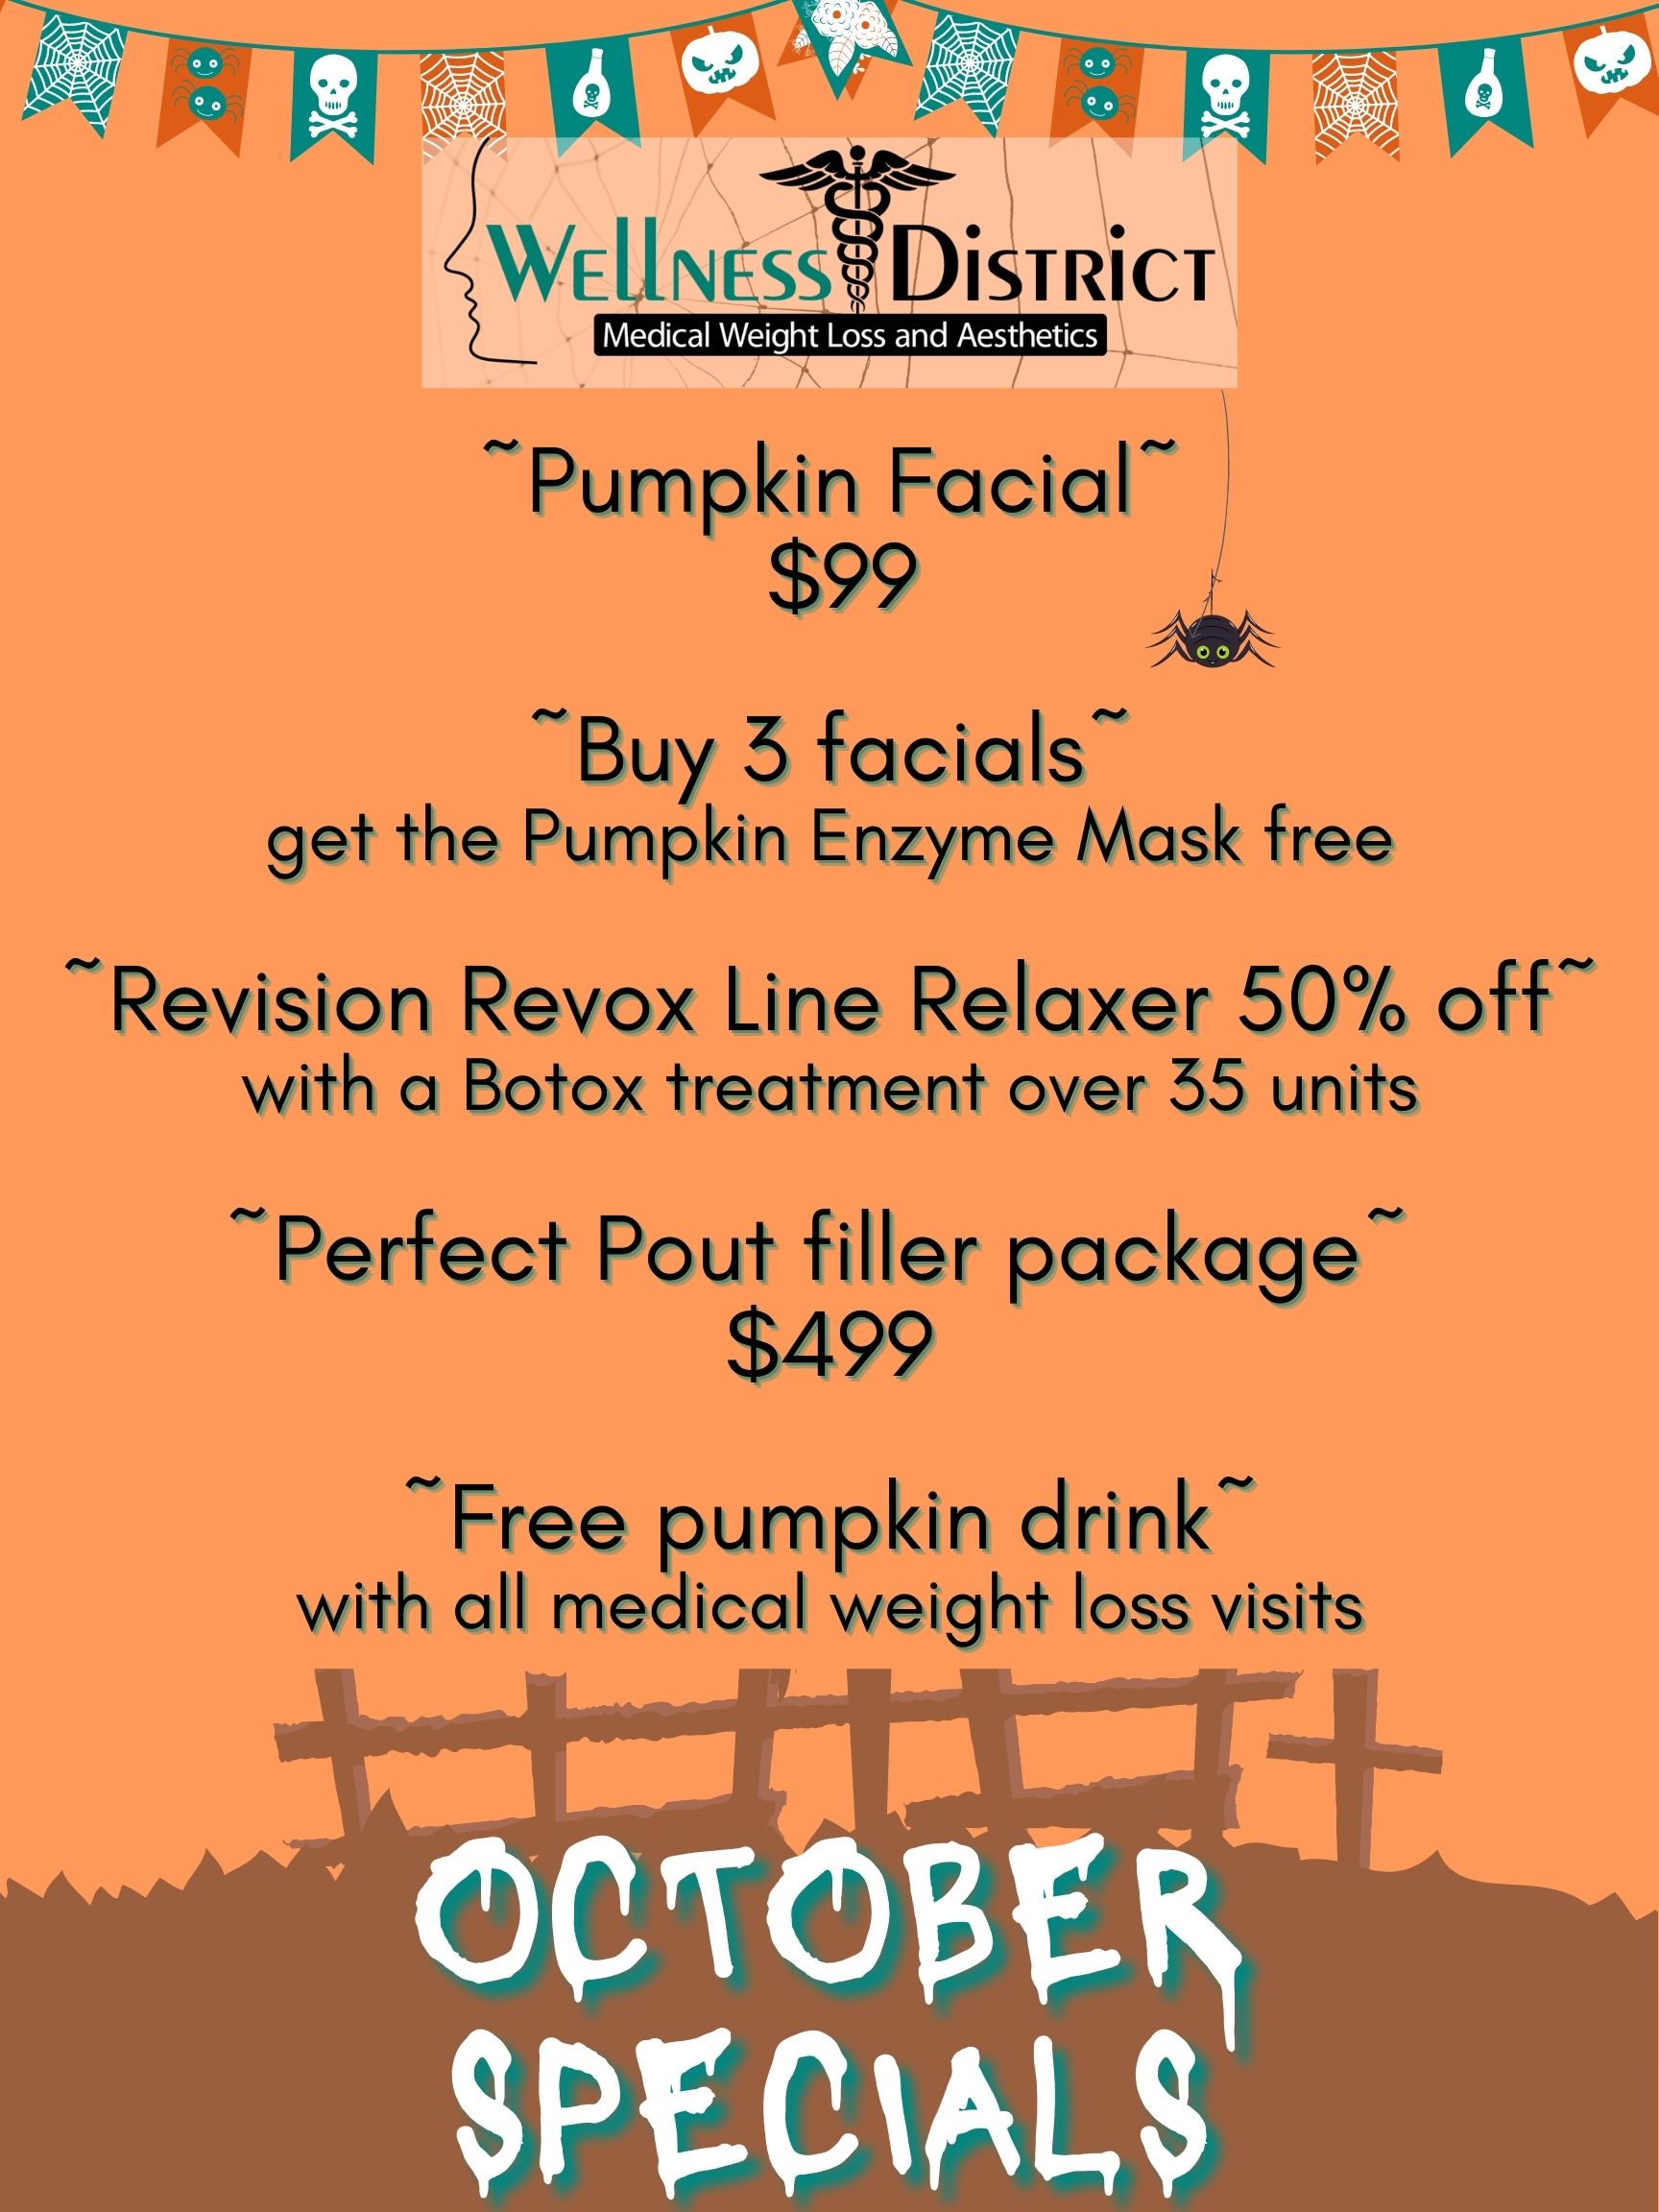 Wellness District
Medical Weight Loss and Aesthetics
~Pumpkin Facial~
$99
~Buy 3 facials~
get the Pumpkin Enzyme Mask free
~Revision Revox Line Relaxer 50% off~
with a Botox treatment over 35 units
~Perfect Pout filler package~
$499
~Free pumpkin drink~
with all medical weight loss visits
OCTOBER
SPECIALS